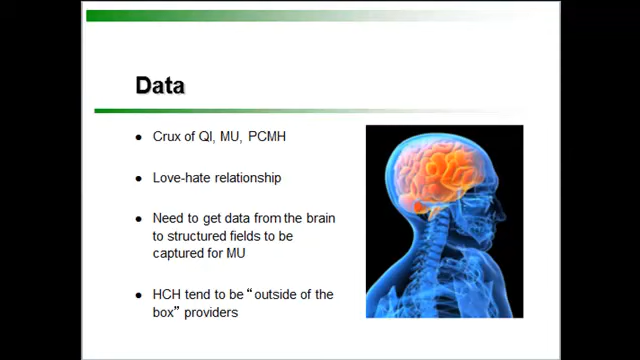 Data
● Crux of QI, MU, PCMH
● Love-hate relationship
● Need to get data from the brain
to structured fields to be
captured for MU
● HCH tend to be “outside of the
box” providers